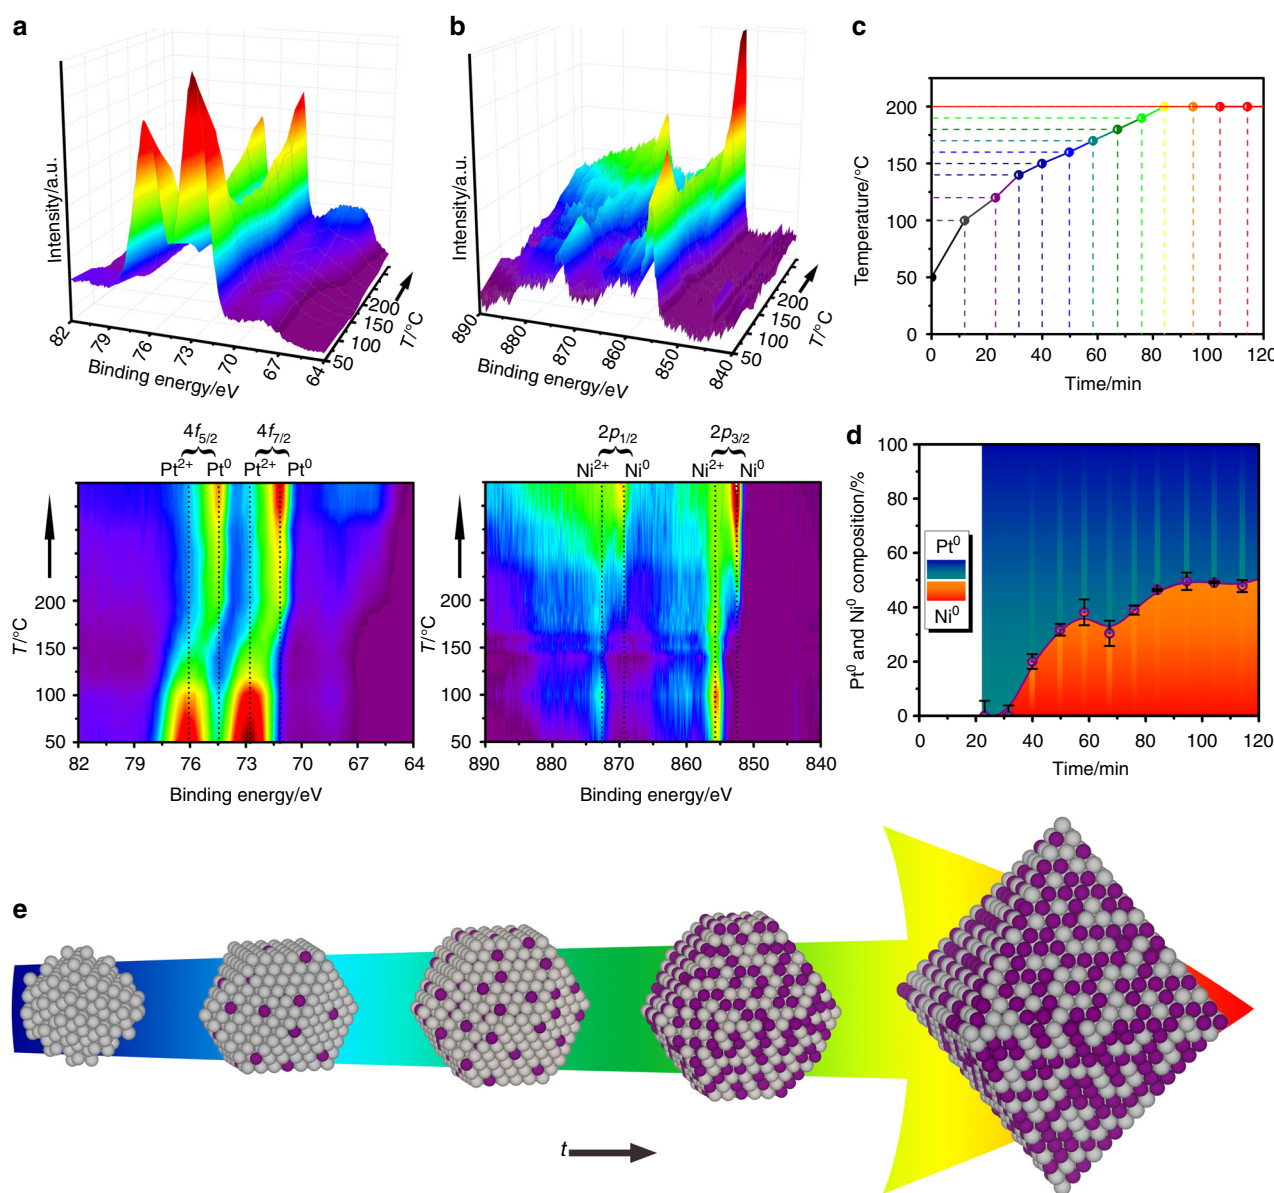 a
Intensity/a.u.
82
79
76
73
70
67
64
Binding energy/eV
50
100
150
200
T/°C
b
Intensity/a.u.
890
880
870
860
850
840
Binding energy/eV
50
100
150
200
T/°C
c
200
150
100
50
0
Temperature/°C
0 20 40 60 80 100 120
Time/min
4f5/2 4f7/2
Pt2+ Pt0 Pt2+ Pt0
200
150
100
50
T/°C
82 79 76 73 70 67 64
Binding energy/eV
2p1/2 2p3/2
Ni2+ Ni0 Ni2+ Ni0
200
150
100
50
T/°C
890 880 870 860 850 840
Binding energy/eV
d
100
80
60
40
20
0
Pt0 and Ni0 composition/%
Pt0
Ni0
0 20 40 60 80 100 120
Time/min
e
t